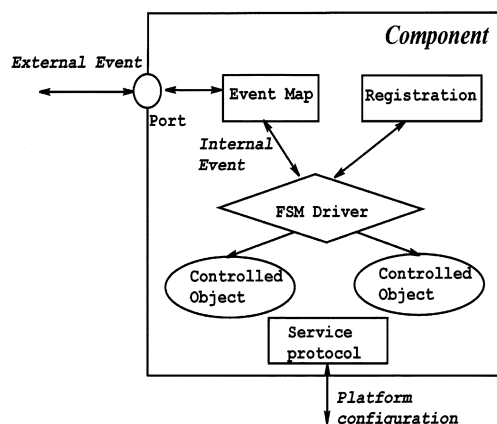 Component
External Event
Port
Event Map
Registration
Internal
Event
FSM Driver
Controlled
Object
Controlled
Object
Service
protocol
Platform
configuration